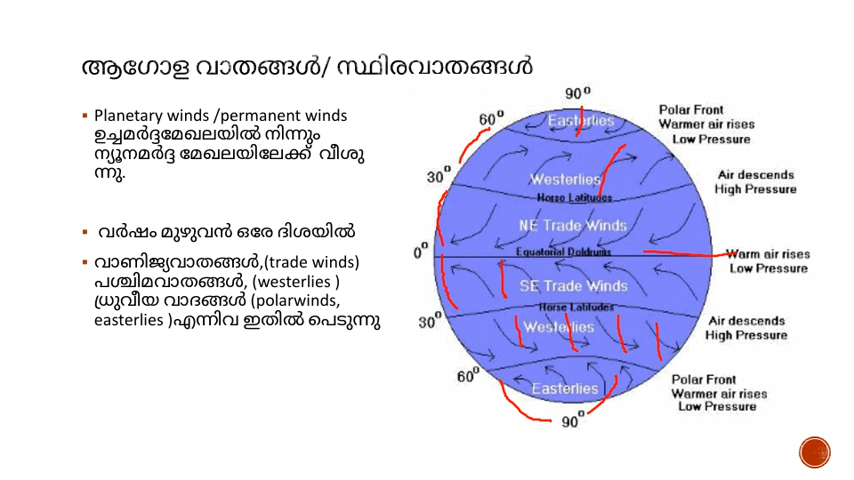 ആഗോള വാതങ്ങൾ/ സ്ഥിരവാതങ്ങൾ
Planetary winds /permanent winds
ഉച്ചമർദ്ദമേഖലയിൽ നിന്നും
ന്യൂനമർദ്ദ മേഖലയിലേക്ക് വീശു
ന്നു.
വർഷം മുഴുവൻ ഒരേ ദിശയിൽ
വാണിജ്യവാതങ്ങൾ,(trade winds)
പശ്ചിമവാതങ്ങൾ, (westerlies )
ധ്രുവീയ വാദങ്ങൾ (polarwinds,
easterlies )എന്നിവ ഇതിൽ പെടുന്നു
90°
60°
Easterlies
Polar Front
Warmer air rises
Low Pressure
30°
Westerlies
Horse Latitudes
Air descends
High Pressure
NE Trade Winds
0°
Equatorial Doldrums
Warm air rises
Low Pressure
SE Trade Winds
Horse Latitudes
30°
Westerlies
Air descends
High Pressure
60°
Easterlies
Polar Front
Warmer air rises
Low Pressure
90°